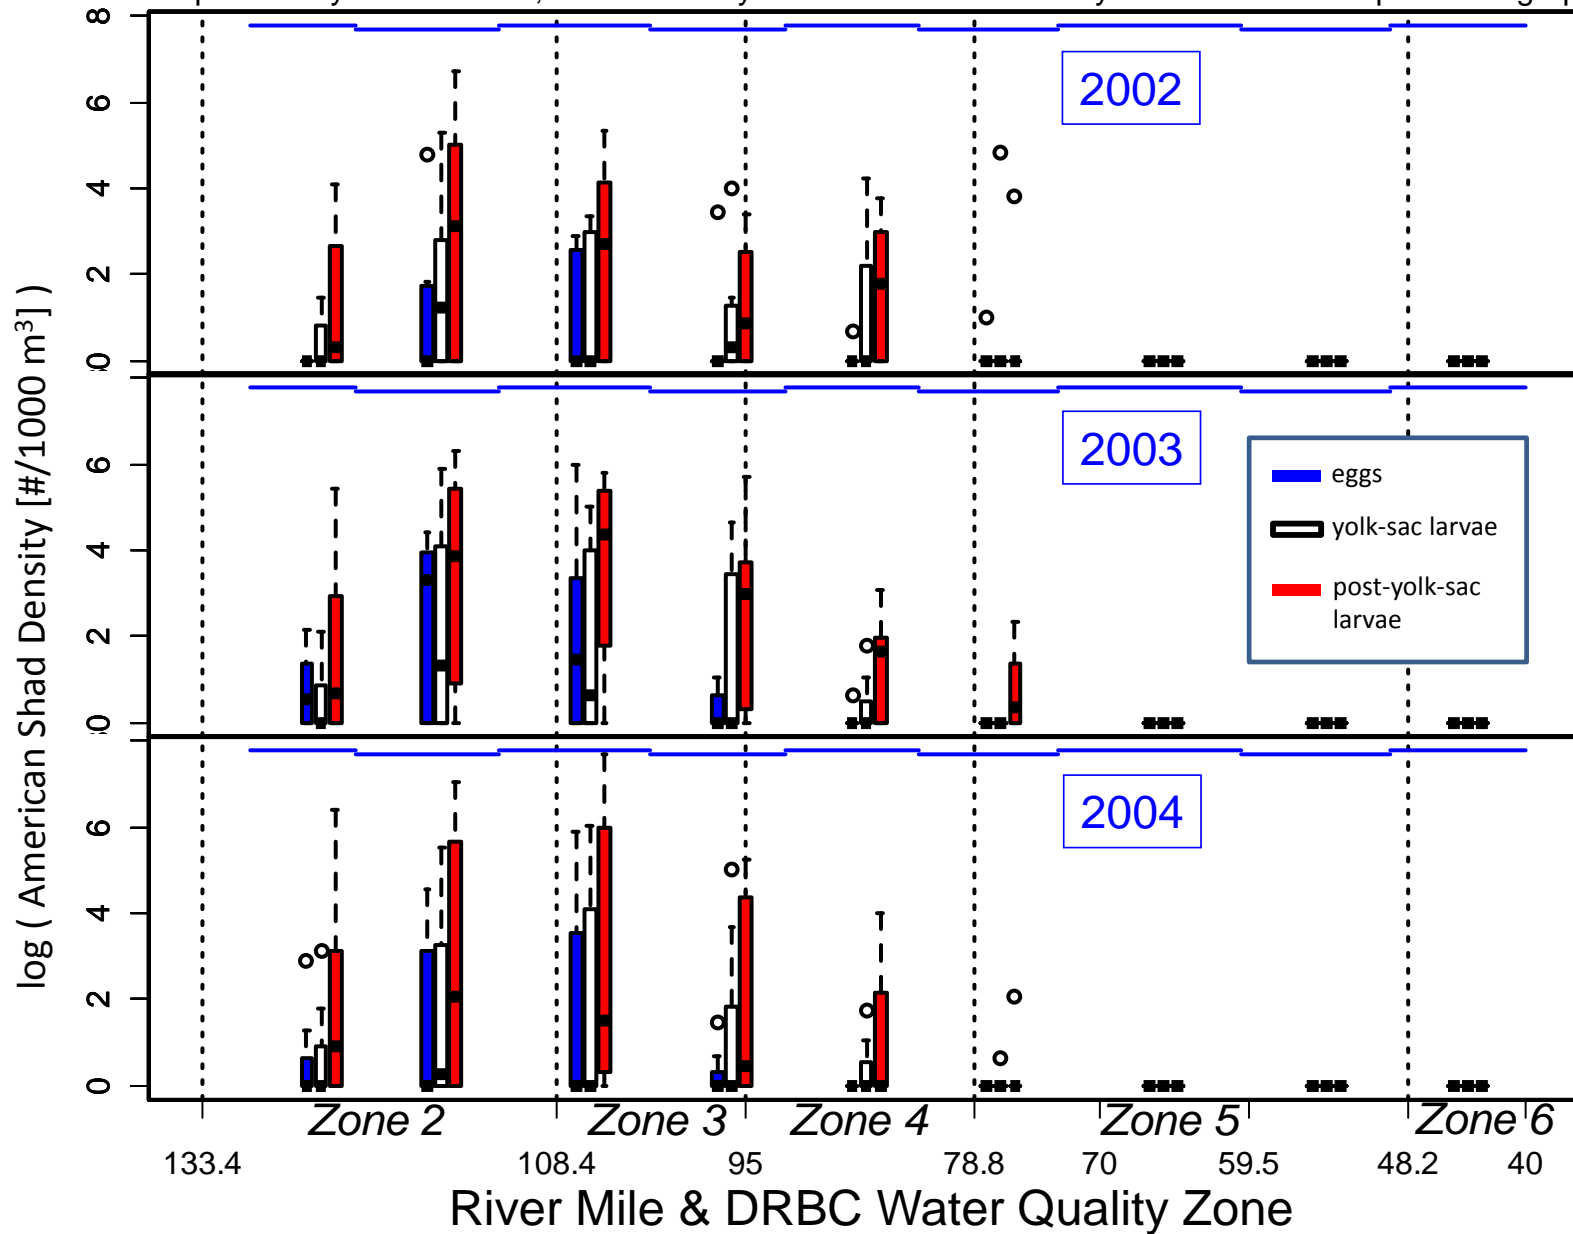 8
6
4
2
0
2002
6
4
2
0
2003
eggs
yolk-sac larvae
post-yolk-sac
larvae
6
4
2
0
2004
log ( American Shad Density [#/1000 m³] )
Zone 2 Zone 3 Zone 4 Zone 5 Zone 6
133.4 108.4 95 78.8 70 59.5 48.2 40
River Mile & DRBC Water Quality Zone